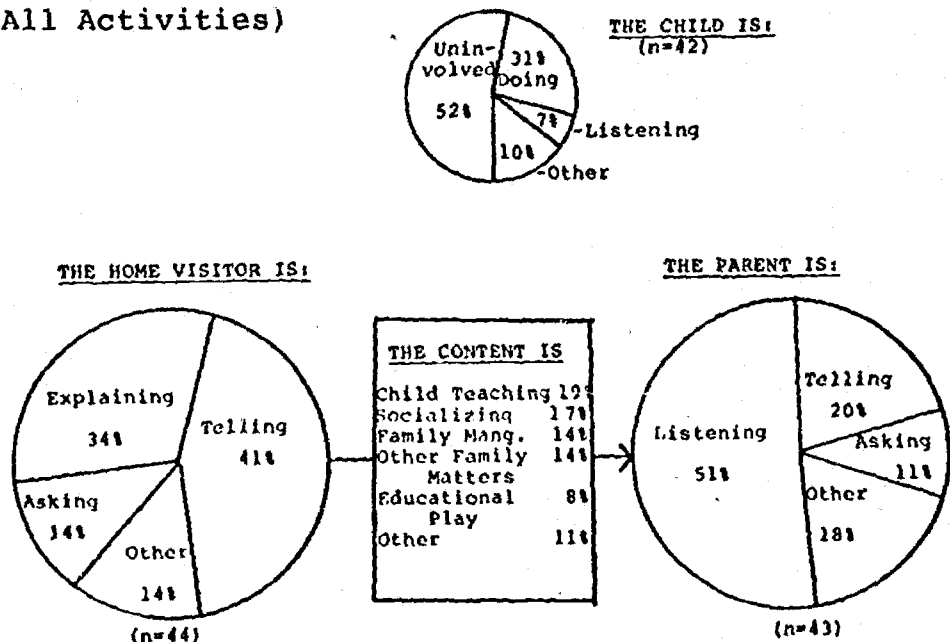 All Activities)
THE CHILD IS:
(n=42)
Unin-
volved
52%
31%
Doing
7%
-Listening
10%
-Other
THE HOME VISITOR IS:
Explaining
34%
Telling
41%
Asking
14%
Other
14%
(n=44)
THE CONTENT IS
Child Teaching 19%
Socializing 17%
Family Mang. 14%
Other Family 14%
Matters
Educational 8%
Play
Other 11%
THE PARENT IS:
Listening
51%
Telling
20%
Asking
11%
Other
18%
(n=43)